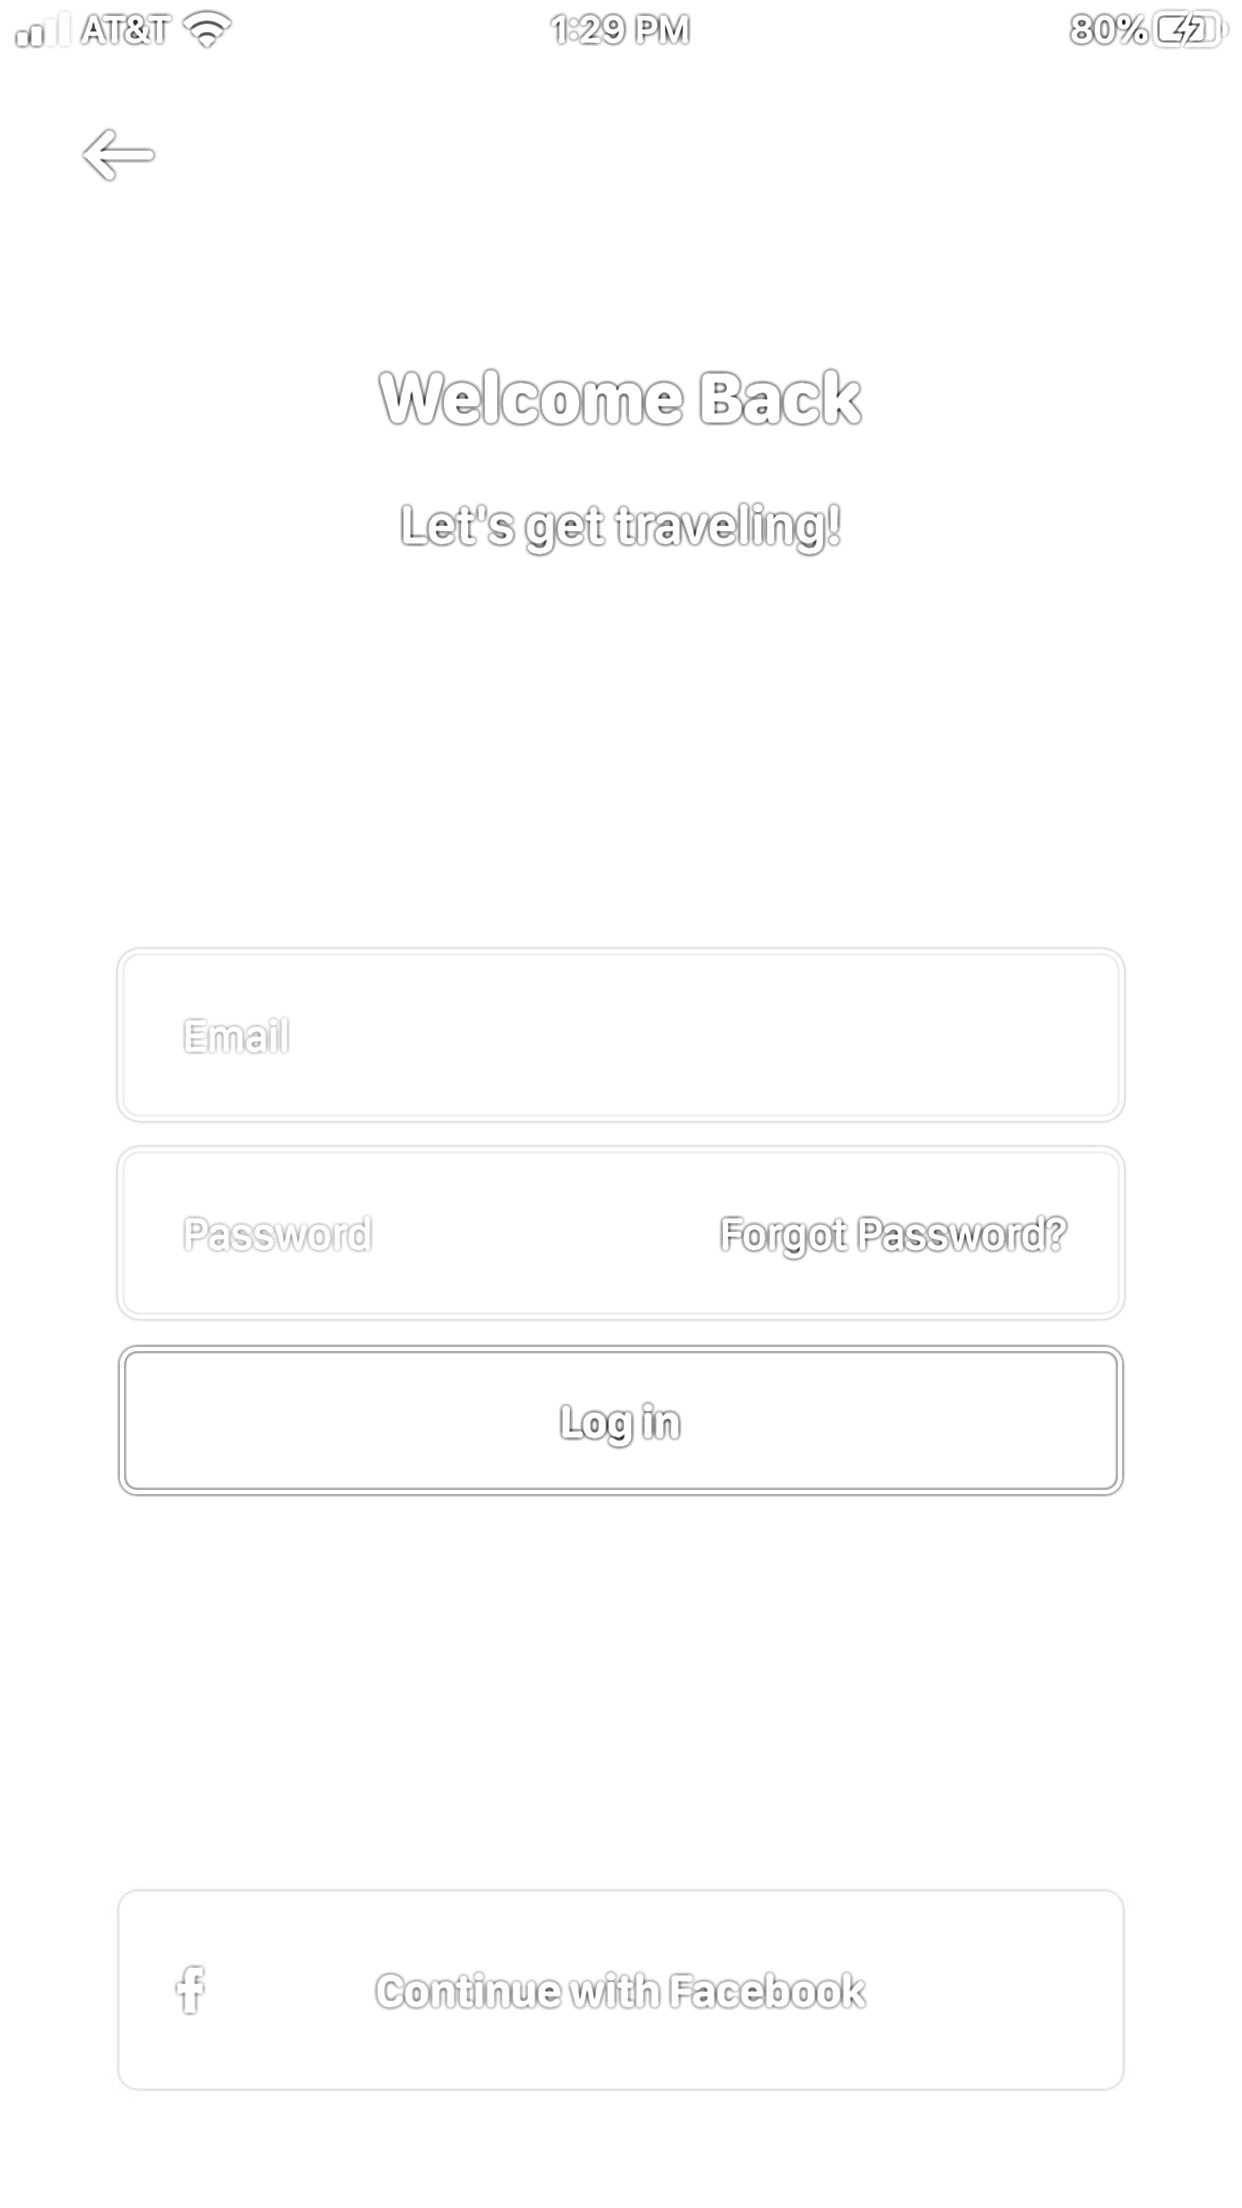 AT&T 1:29 PM 80%
Welcome Back
Let's get traveling!
Email
Password Forgot Password?
Log in
f Continue with Facebook